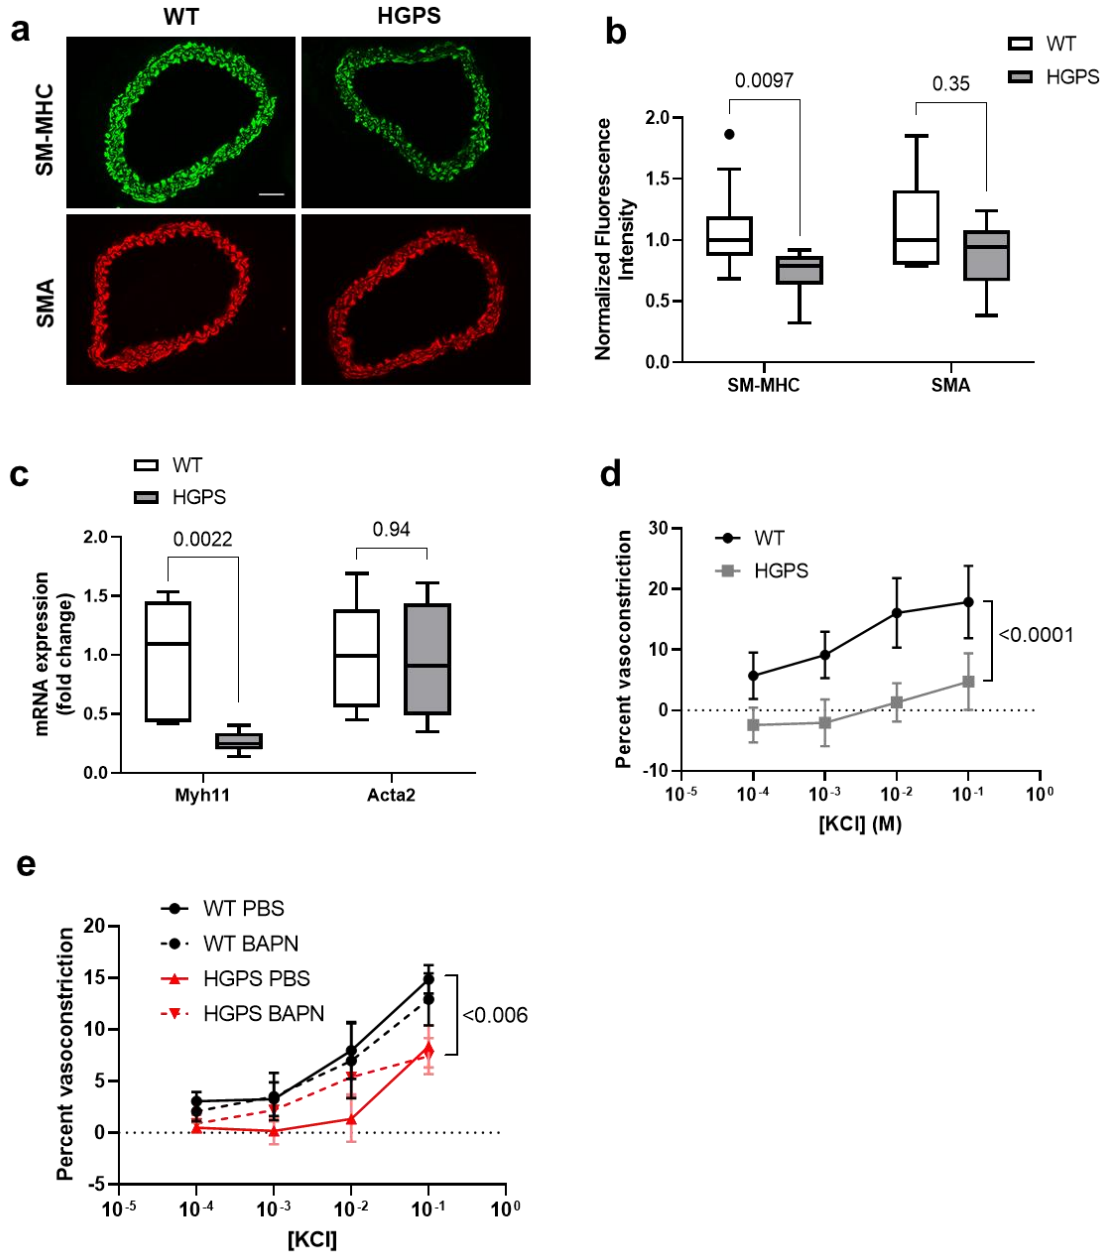 a
WT
HGPS
SM-MHC
SMA
b
WT
HGPS
0.0097
0.35
Normalized Fluorescence
Intensity
2.0
1.5
1.0
0.5
0.0
SM-MHC
SMA
c
WT
HGPS
0.0022
0.94
mRNA expression
(fold change)
2.0
1.5
1.0
0.5
0.0
Myh11
Acta2
d
WT
HGPS
<0.0001
Percent vasoconstriction
30
20
10
0
-10
10-5
10-4
10-3
10-2
10-1
100
[KCl] (M)
e
WT PBS
WT BAPN
HGPS PBS
HGPS BAPN
<0.006
Percent vasoconstriction
20
15
10
5
0
-5
10-5
10-4
10-3
10-2
10-1
100
[KCl]